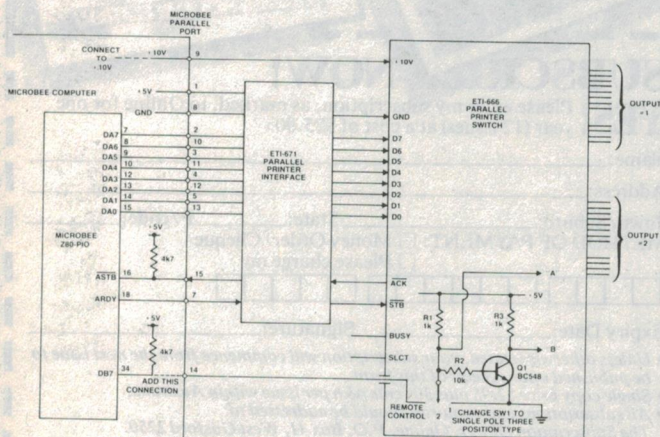 MICROBEE
PARALLEL
PORT
CONNECT
TO
+10V
9
+10V
MICROBEE COMPUTER
+5V
1
GND
8
GND
ETI-666
PARALLEL
PRINTER
SWITCH
OUTPUT
#1
OUTPUT
#2
ETI-671
PARALLEL
PRINTER
INTERFACE
MICROBEE
Z80-PIO
DA7 7 2 D7
DA6 8 10 D6
DA5 9 3 D5
DA4 10 11 D4
DA3 12 4 D3
DA2 13 12 D2
DA1 14 5 D1
DA0 15 13 D0
+5V
4k7
ASTB 16 15 ACK
ARDY 18 7 STB
BUSY
SLCT
+5V
4k7
DB7 34 14
ADD THIS
CONNECTION
A
+5V
R1
1k
R3
1k
B
R2
10k
Q1
BC548
REMOTE
CONTROL
2
1
CHANGE SW1 TO
SINGLE POLE THREE
POSITION TYPE